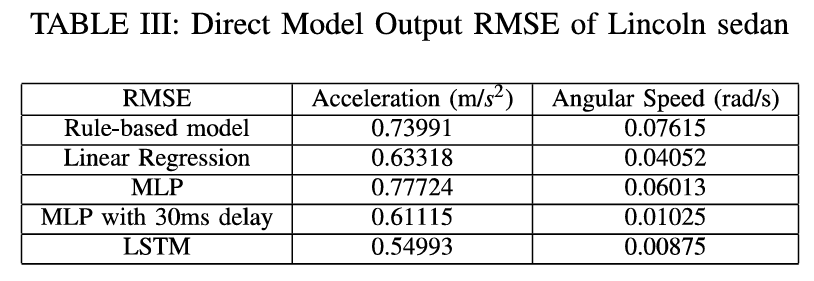 TABLE III: Direct Model Output RMSE of Lincoln sedan
RMSE Acceleration (m/s²) Angular Speed (rad/s)
Rule-based model 0.73991 0.07615
Linear Regression 0.63318 0.04052
MLP 0.77724 0.06013
MLP with 30ms delay 0.61115 0.01025
LSTM 0.54993 0.00875